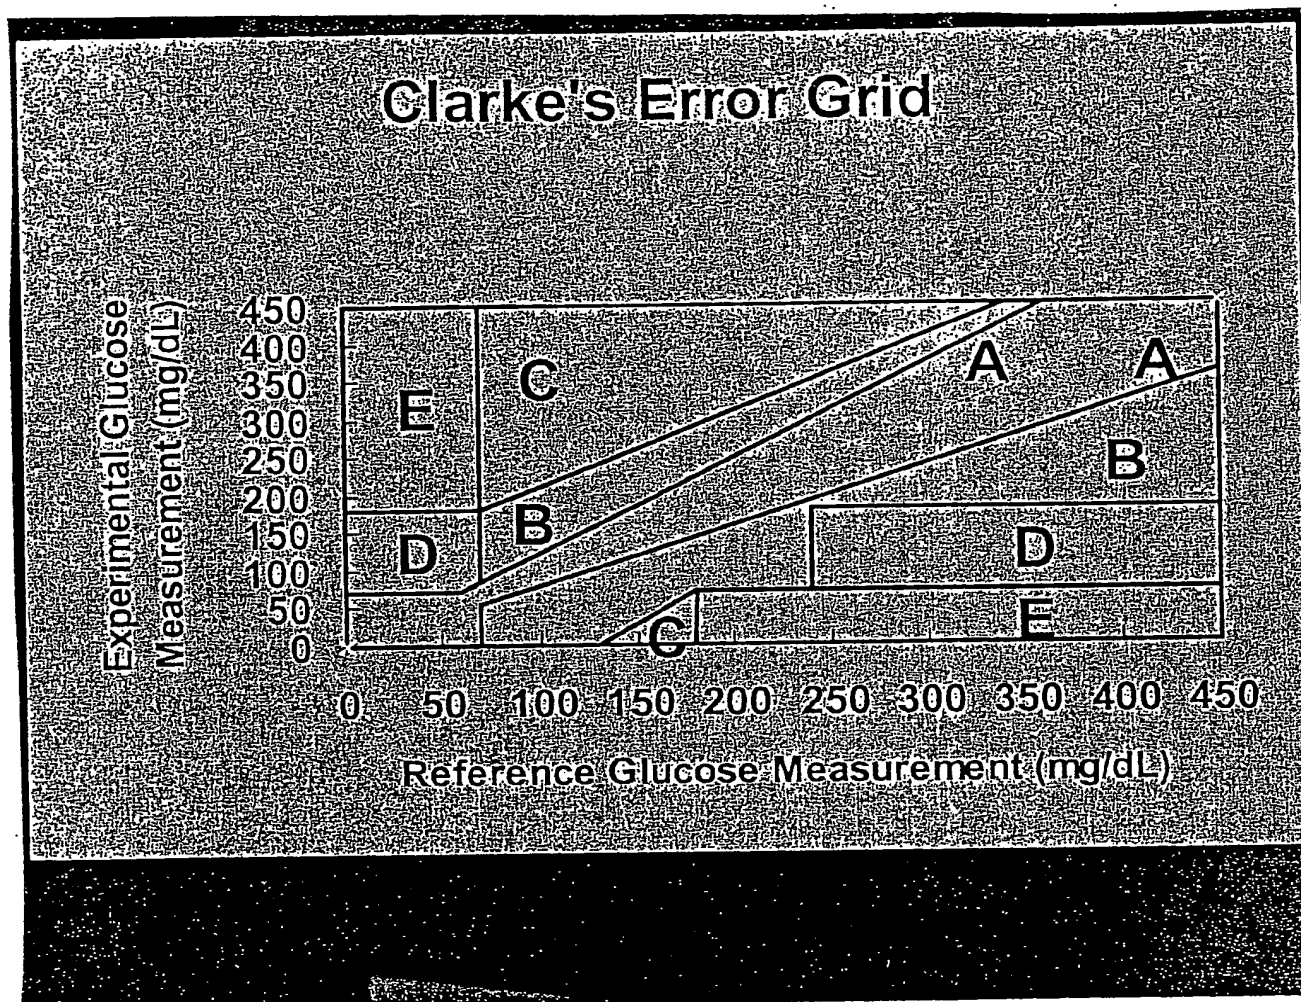 Clarke's Error Grid
Experimental Glucose
Measurement (mg/dL)
450
400
350
300
250
200
150
100
50
0
E
C
A
A
B
B
D
D
C
E
0 50 100 150 200 250 300 350 400 450
Reference Glucose Measurement (mg/dL)